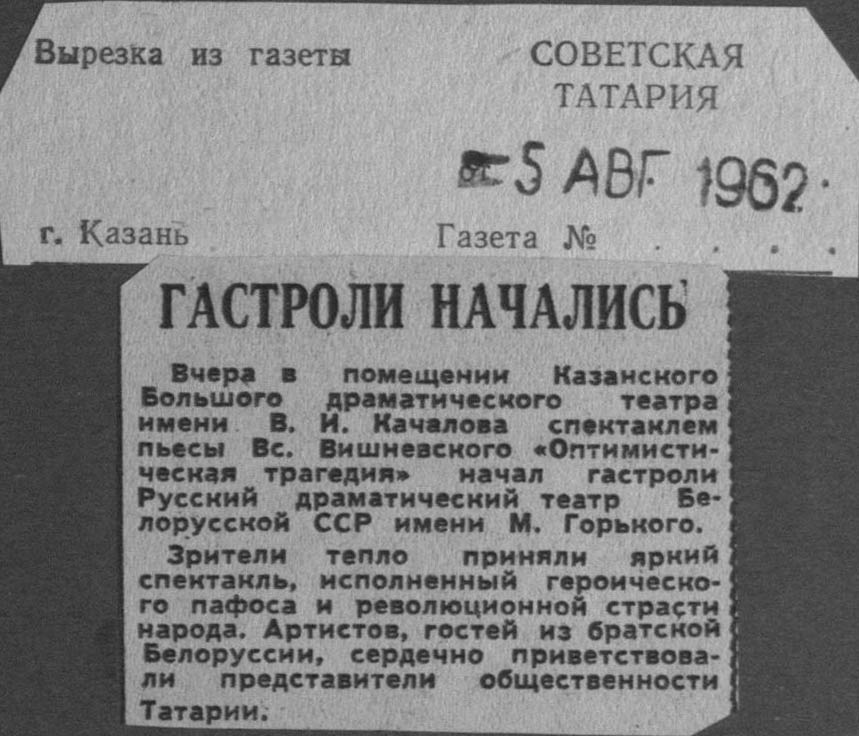 Вырезка из газеты
СОВЕТСКАЯ
ТАТАРИЯ
-5 АВГ 1962
г. Казань
Газета № . . . .
ГАСТРОЛИ НАЧАЛИСЬ
Вчера в помещении Казанского
Большого драматического театра
имени В. И. Качалова спектаклем
пьесы Вс. Вишневского «Оптимисти-
ческая трагедия» начал гастроли
Русский драматический театр Бе-
лорусской ССР имени М. Горького.
Зрители тепло приняли яркий
спектакль, исполненный героическо-
го пафоса и революционной страсти
народа. Артистов, гостей из братской
Белоруссии, сердечно приветствова-
ли представители общественности
Татарии.